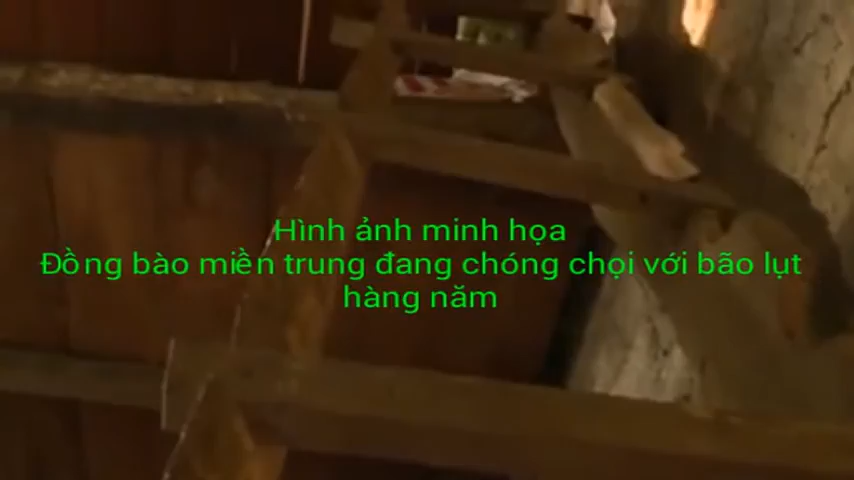 Hình ảnh minh họa
Đồng bào miền trung đang chóng chọi với bão lụt
hàng năm